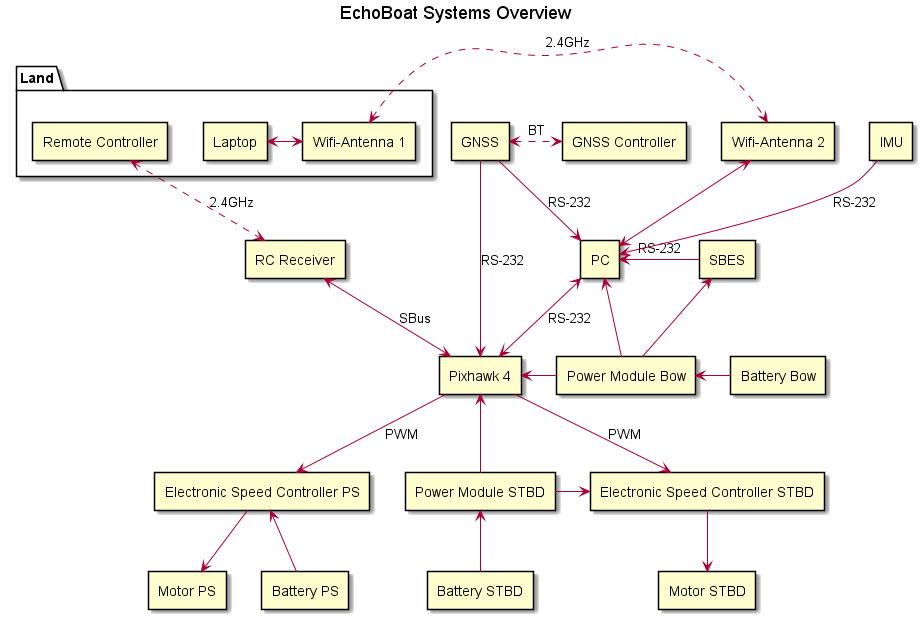 EchoBoat Systems Overview
2.4GHz
Land
Remote Controller
Laptop
Wifi-Antenna 1
GNSS
BT
GNSS Controller
Wifi-Antenna 2
IMU
2.4GHz
RS-232
RS-232
RC Receiver
RS-232
PC
RS-232
SBES
SBus
RS-232
Pixhawk 4
Power Module Bow
Battery Bow
PWM
PWM
Electronic Speed Controller PS
Power Module STBD
Electronic Speed Controller STBD
Motor PS
Battery PS
Battery STBD
Motor STBD